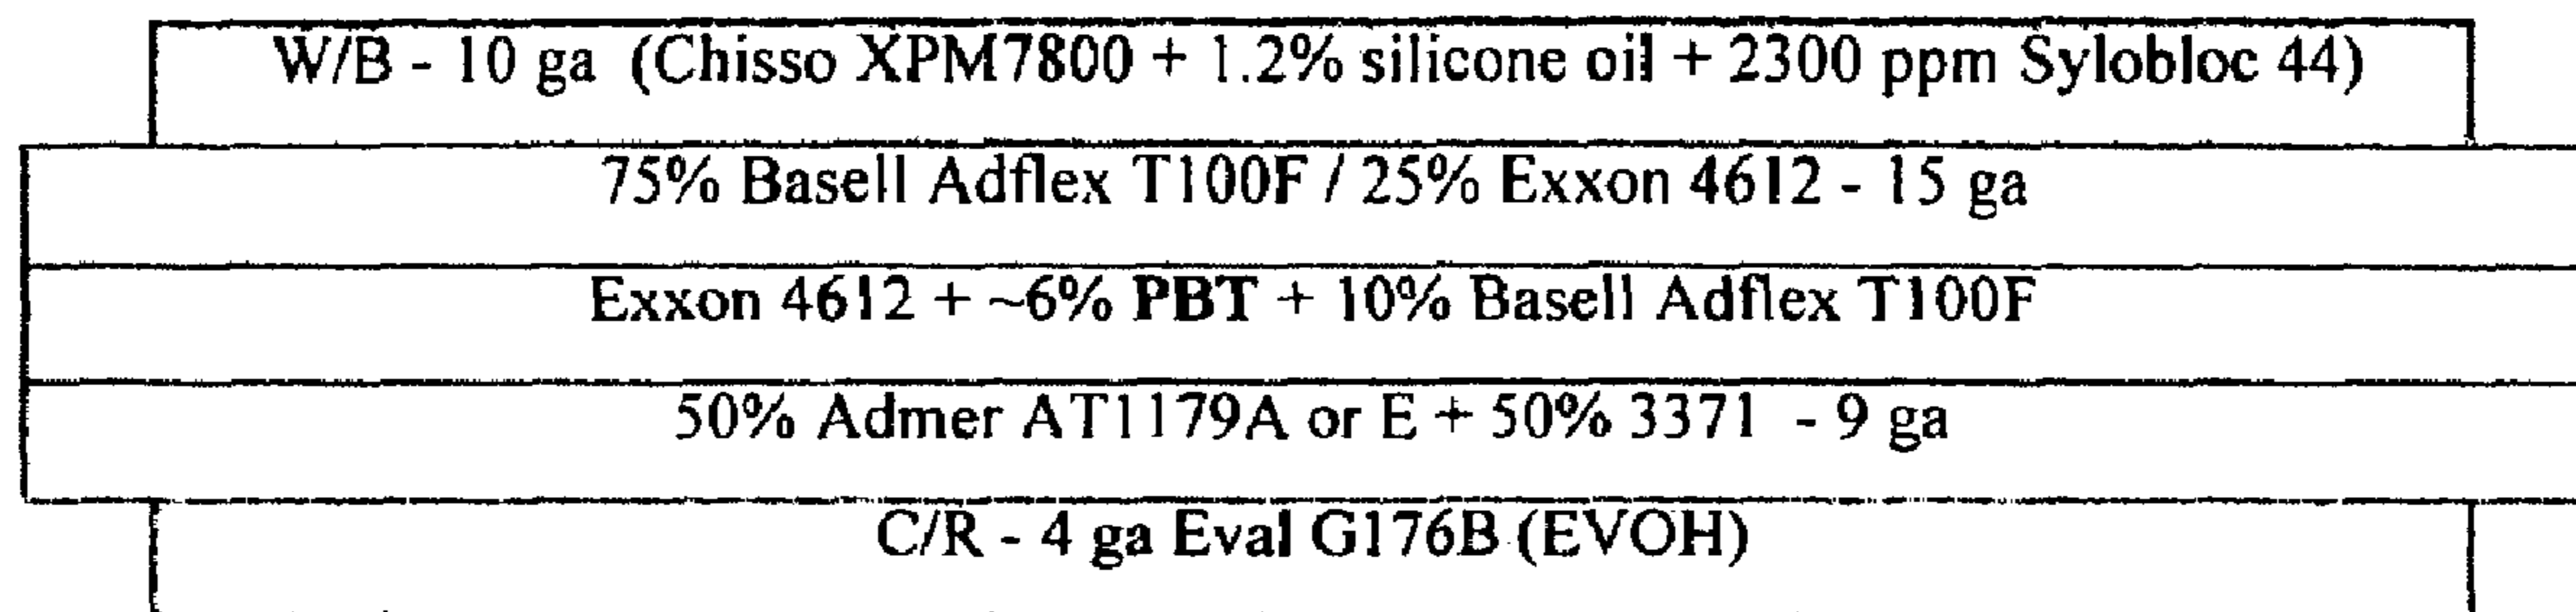 W/B - 10 ga (Chisso XPM7800 + 1.2% silicone oil + 2300 ppm Sylobloc 44)
75% Basell Adflex T100F / 25% Exxon 4612 - 15 ga
Exxon 4612 + ~6% PBT + 10% Basell Adflex T100F
50% Admer AT1179A or E + 50% 3371 - 9 ga
C/R - 4 ga Eval G176B (EVOH)